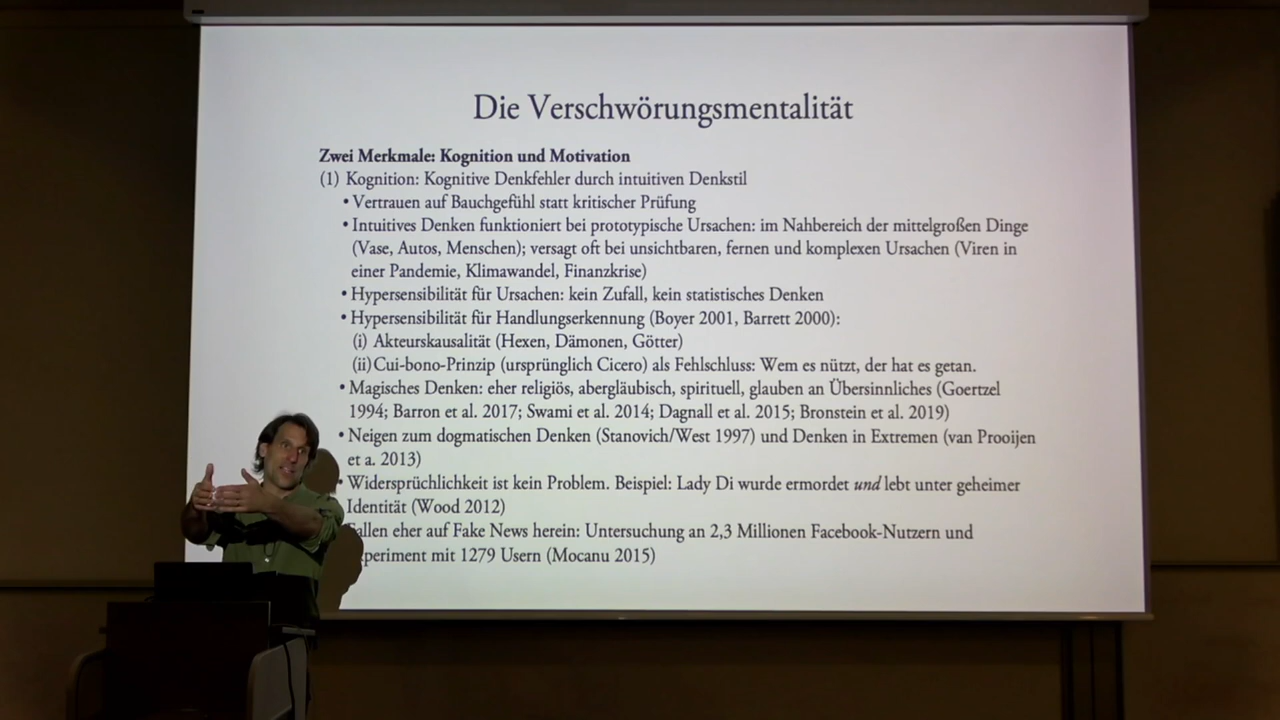 Die Verschwörungsmentalität
Zwei Merkmale: Kognition und Motivation
(1) Kognition: Kognitive Denkfehler durch intuitiven Denkstil
• Vertrauen auf Bauchgefühl statt kritischer Prüfung
• Intuitives Denken funktioniert bei prototypische Ursachen: im Nahbereich der mittelgroßen Dinge
(Vase, Autos, Menschen); versagt oft bei unsichtbaren, fernen und komplexen Ursachen (Viren in
einer Pandemie, Klimawandel, Finanzkrise)
• Hypersensibilität für Ursachen: kein Zufall, kein statistisches Denken
• Hypersensibilität für Handlungserkennung (Boyer 2001, Barrett 2000):
(i) Akteurskausalität (Hexen, Dämonen, Götter)
(ii) Cui-bono-Prinzip (ursprünglich Cicero) als Fehlschluss: Wem es nützt, der hat es getan.
• Magisches Denken: eher religiös, abergläubisch, spirituell, glauben an Übersinnliches (Goertzel
1994; Barron et al. 2017; Swami et al. 2014; Dagnall et al. 2015; Bronstein et al. 2019)
• Neigen zum dogmatischen Denken (Stanovich/West 1997) und Denken in Extremen (van Prooijen
et a. 2013)
• Widersprüchlichkeit ist kein Problem. Beispiel: Lady Di wurde ermordet und lebt unter geheimer
Identität (Wood 2012)
Fallen eher auf Fake News herein: Untersuchung an 2,3 Millionen Facebook-Nutzern und
mit 1279 Usern (Mocanu 2015)